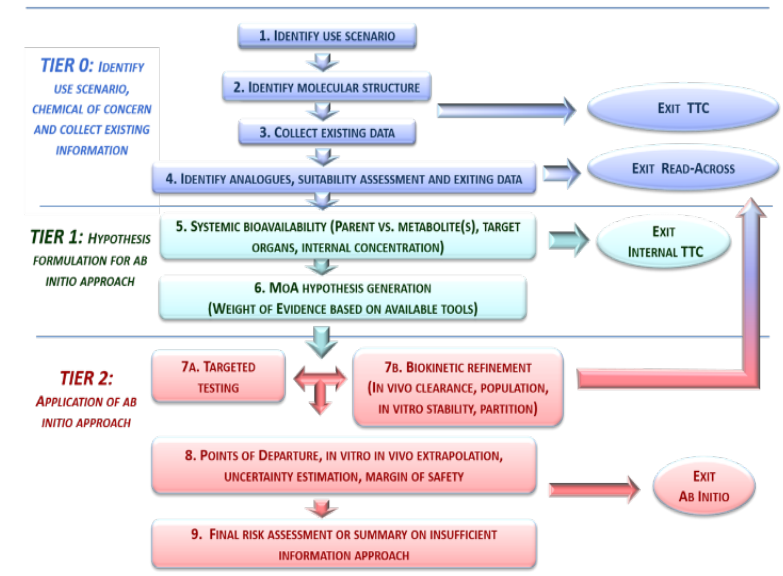 1. IDENTIFY USE SCENARIO
TIER 0: IDENTIFY
USE SCENARIO,
CHEMICAL OF CONCERN
AND COLLECT EXISTING
INFORMATION
2. IDENTIFY MOLECULAR STRUCTURE
EXIT TTC
3. COLLECT EXISTING DATA
EXIT READ-ACROSS
4. IDENTIFY ANALOGUES, SUITABILITY ASSESSMENT AND EXITING DATA
TIER 1: HYPOTHESIS
FORMULATION FOR AB
INITIO APPROACH
5. SYSTEMIC BIOAVAILABILITY (PARENT VS. METABOLITE(S), TARGET
ORGANS, INTERNAL CONCENTRATION)
EXIT
INTERNAL TTC
6. MOA HYPOTHESIS GENERATION
(WEIGHT OF EVIDENCE BASED ON AVAILABLE TOOLS)
TIER 2:
APPLICATION OF AB
INITIO APPROACH
7A. TARGETED
TESTING
7B. BIOKINETIC REFINEMENT
(IN VIVO CLEARANCE, POPULATION,
IN VITRO STABILITY, PARTITION)
8. POINTS OF DEPARTURE, IN VITRO IN VIVO EXTRAPOLATION,
UNCERTAINTY ESTIMATION, MARGIN OF SAFETY
EXIT
AB INITIO
9. FINAL RISK ASSESSMENT OR SUMMARY ON INSUFFICIENT
INFORMATION APPROACH